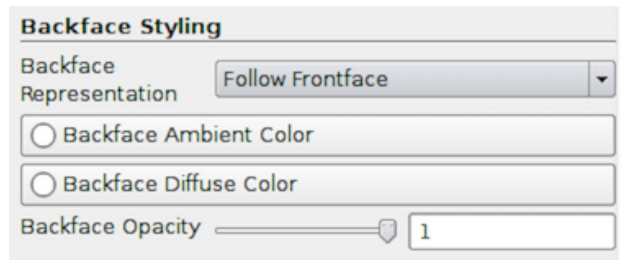 Backface Styling
Backface
Representation
Follow Frontface
Backface Ambient Color
Backface Diffuse Color
Backface Opacity 1